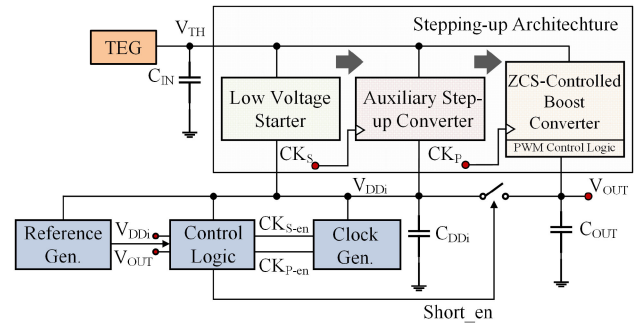 Stepping-up Architechture
TEG
V_TH
C_IN
Low Voltage
Starter
Auxiliary Step-
up Converter
ZCS-Controlled
Boost
Converter
PWM Control Logic
CK_S
CK_P
V_DDi
V_OUT
Reference
Gen.
V_DDi
V_OUT
Control
Logic
CK_S-en
CK_P-en
Clock
Gen.
C_DDi
C_OUT
Short_en